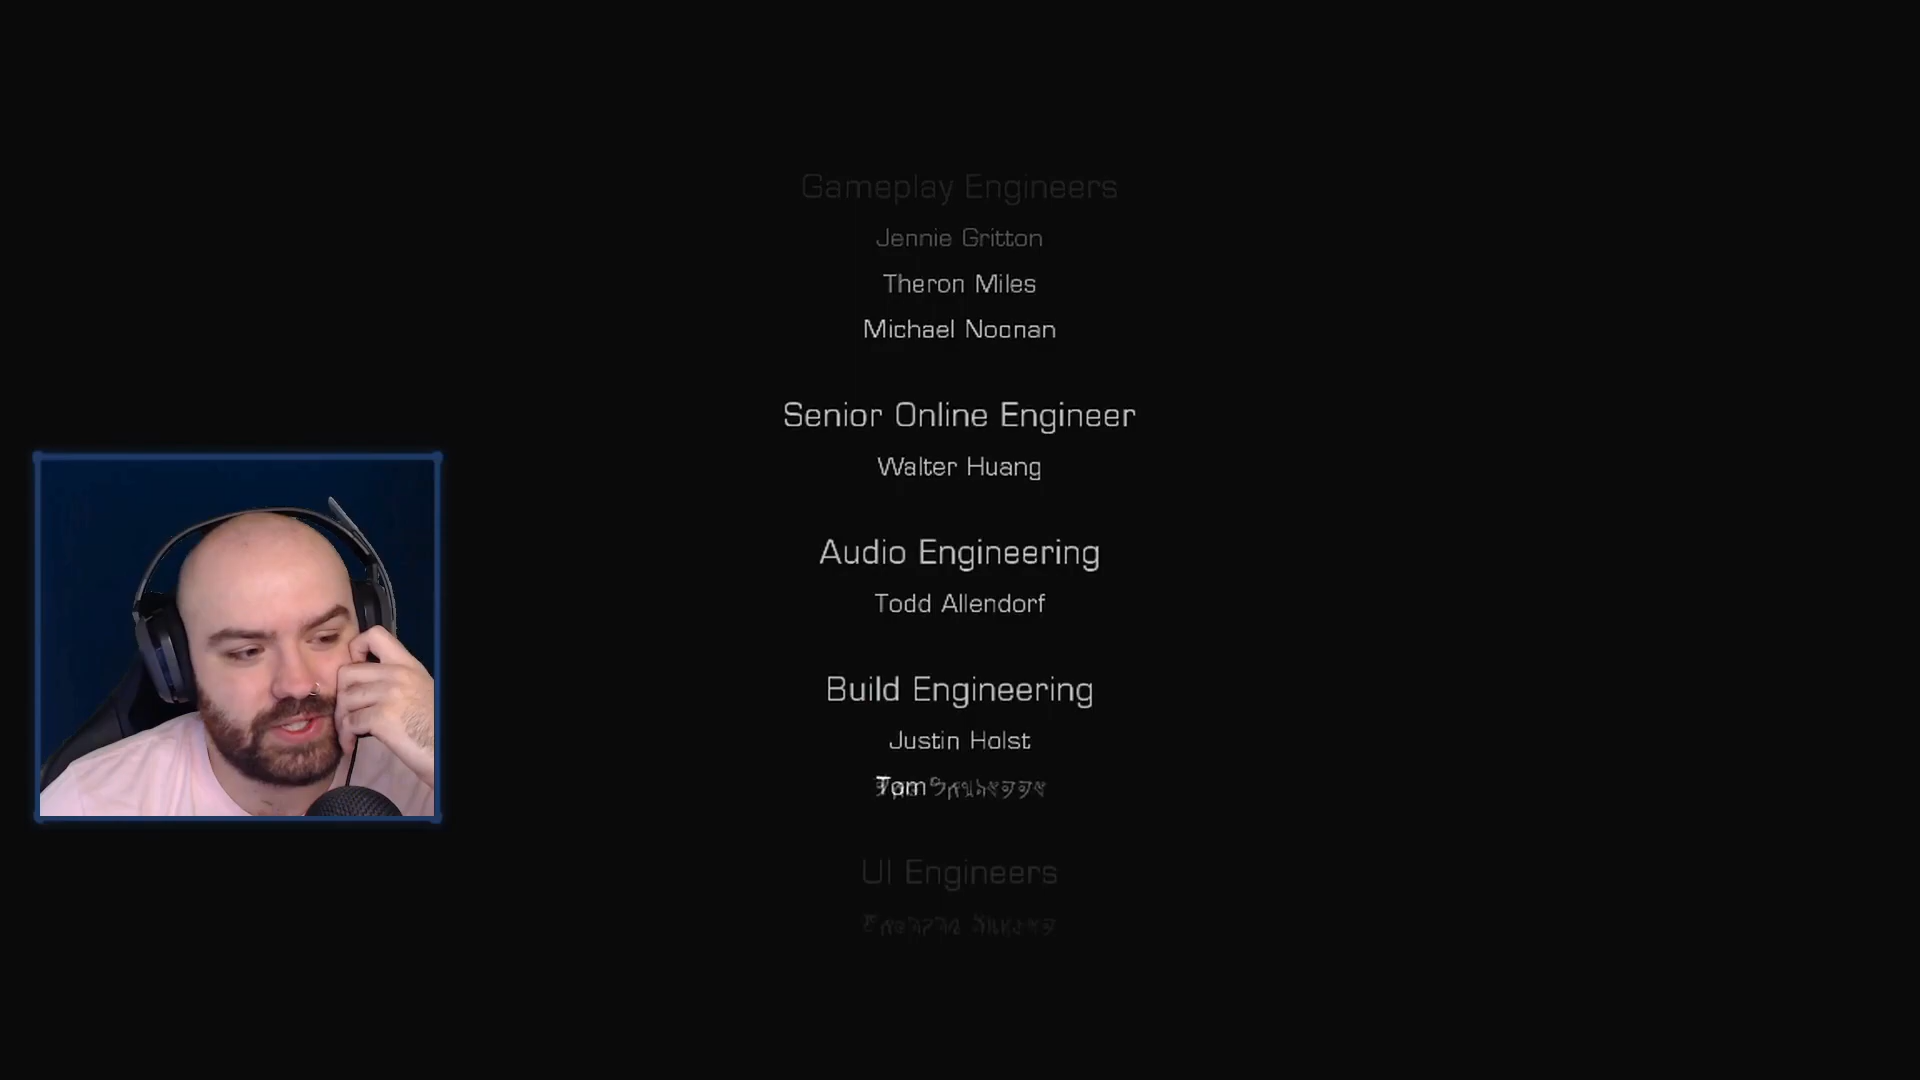 Gameplay Engineers
Jennie Gritton
Theron Miles
Michael Noonan
Senior Online Engineer
Walter Huang
Audio Engineering
Todd Allendorf
Build Engineering
Justin Holst
Tom
UI Engineers